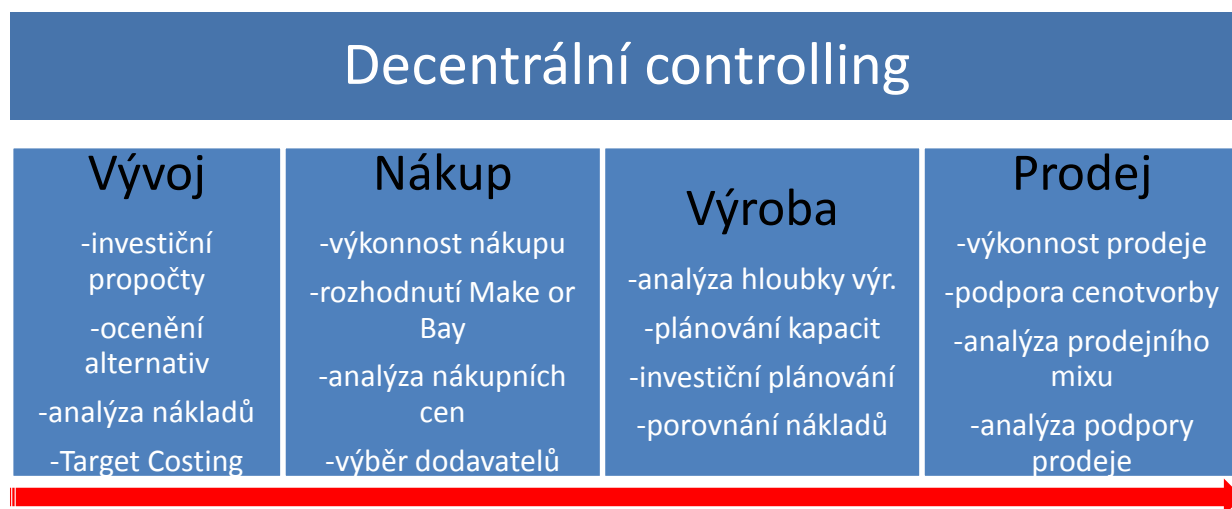 Decentrální controlling
Vývoj
-investiční
propočty
-ocenění
alternativ
-analýza nákladů
-Target Costing
Nákup
-výkonnost nákupu
-rozhodnutí Make or
Bay
-analýza nákupních
cen
-výběr dodavatelů
Výroba
-analýza hloubky výr.
-plánování kapacit
-investiční plánování
-porovnání nákladů
Prodej
-výkonnost prodeje
-podpora cenotvorby
-analýza prodejního
mixu
-analýza podpory
prodeje